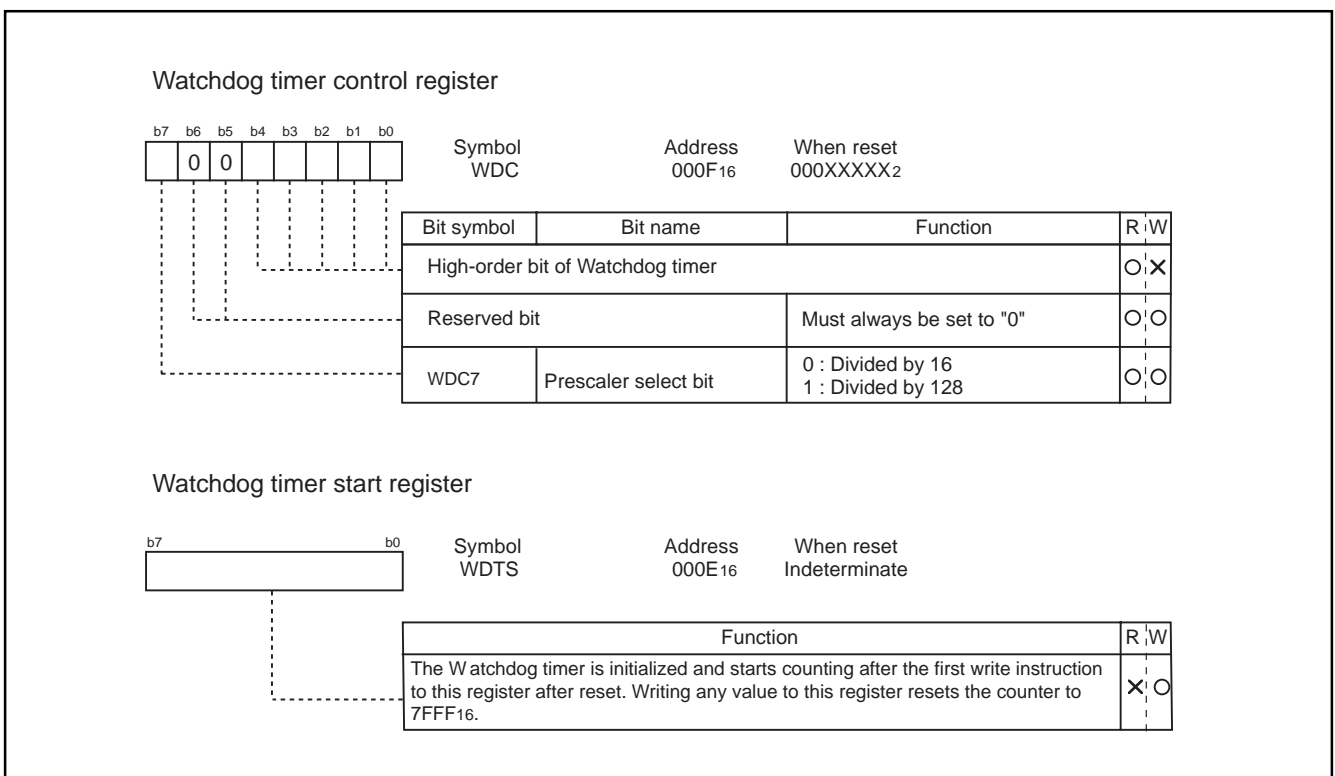 Watchdog timer control register
b7 b6 b5 b4 b3 b2 b1 b0
0 0
Symbol Address When reset
WDC 000F16 000XXXXX2
Bit symbol Bit name Function R W
High-order bit of Watchdog timer
Reserved bit Must always be set to "0"
WDC7 Prescaler select bit 0 : Divided by 16
1 : Divided by 128
Watchdog timer start register
b7 b0
Symbol Address When reset
WDTS 000E16 Indeterminate
Function R W
The W atchdog timer is initialized and starts counting after the first write instruction
to this register after reset. Writing any value to this register resets the counter to
7FFF16.